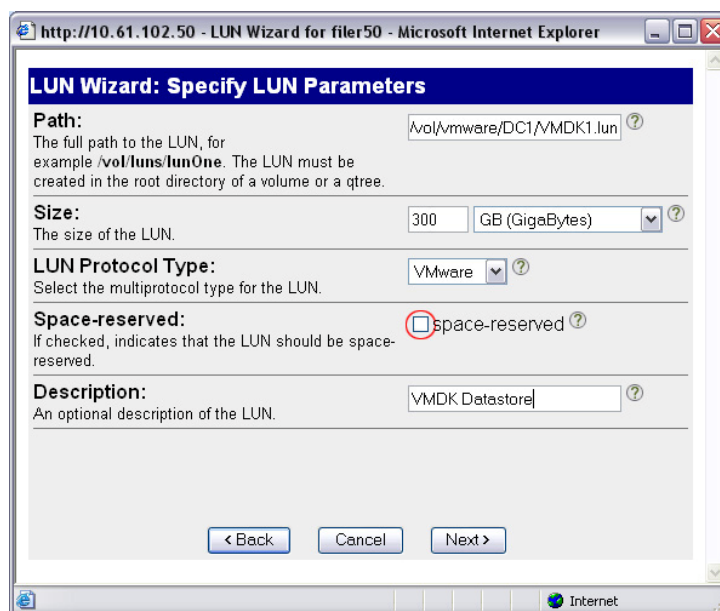 http://10.61.102.50 - LUN Wizard for filer50 - Microsoft Internet Explorer
LUN Wizard: Specify LUN Parameters
Path:
The full path to the LUN, for
example /vol/luns/lunOne. The LUN must be
created in the root directory of a volume or a qtree.
/vol/vmware/DC1/VMDK1.lun
Size:
The size of the LUN.
300 GB (GigaBytes)
LUN Protocol Type:
Select the multiprotocol type for the LUN.
VMware
Space-reserved:
If checked, indicates that the LUN should be space-
reserved.
space-reserved
Description:
An optional description of the LUN.
VMDK Datastore
< Back Cancel Next >
Internet